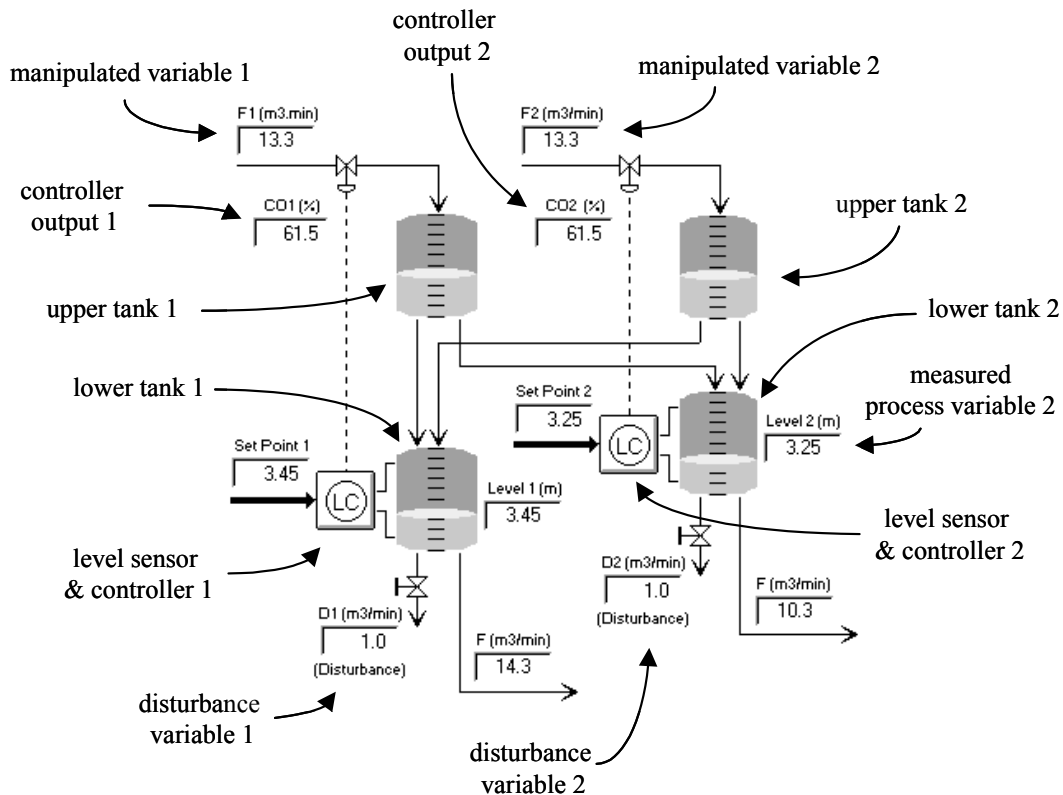 controller
output 2
manipulated variable 1
manipulated variable 2
F1 (m3.min)
13.3
F2 (m3/min)
13.3
controller
output 1
CO1 (%)
61.5
CO2 (%)
61.5
upper tank 2
upper tank 1
lower tank 2
lower tank 1
Set Point 2
3.25
LC
measured
process variable 2
Level 2 (m)
3.25
Set Point 1
3.45
LC
Level 1 (m)
3.45
level sensor
& controller 2
level sensor
& controller 1
D2 (m3/min)
1.0
(Disturbance)
F (m3/min)
10.3
D1 (m3/min)
1.0
(Disturbance)
F (m3/min)
14.3
disturbance
variable 1
disturbance
variable 2